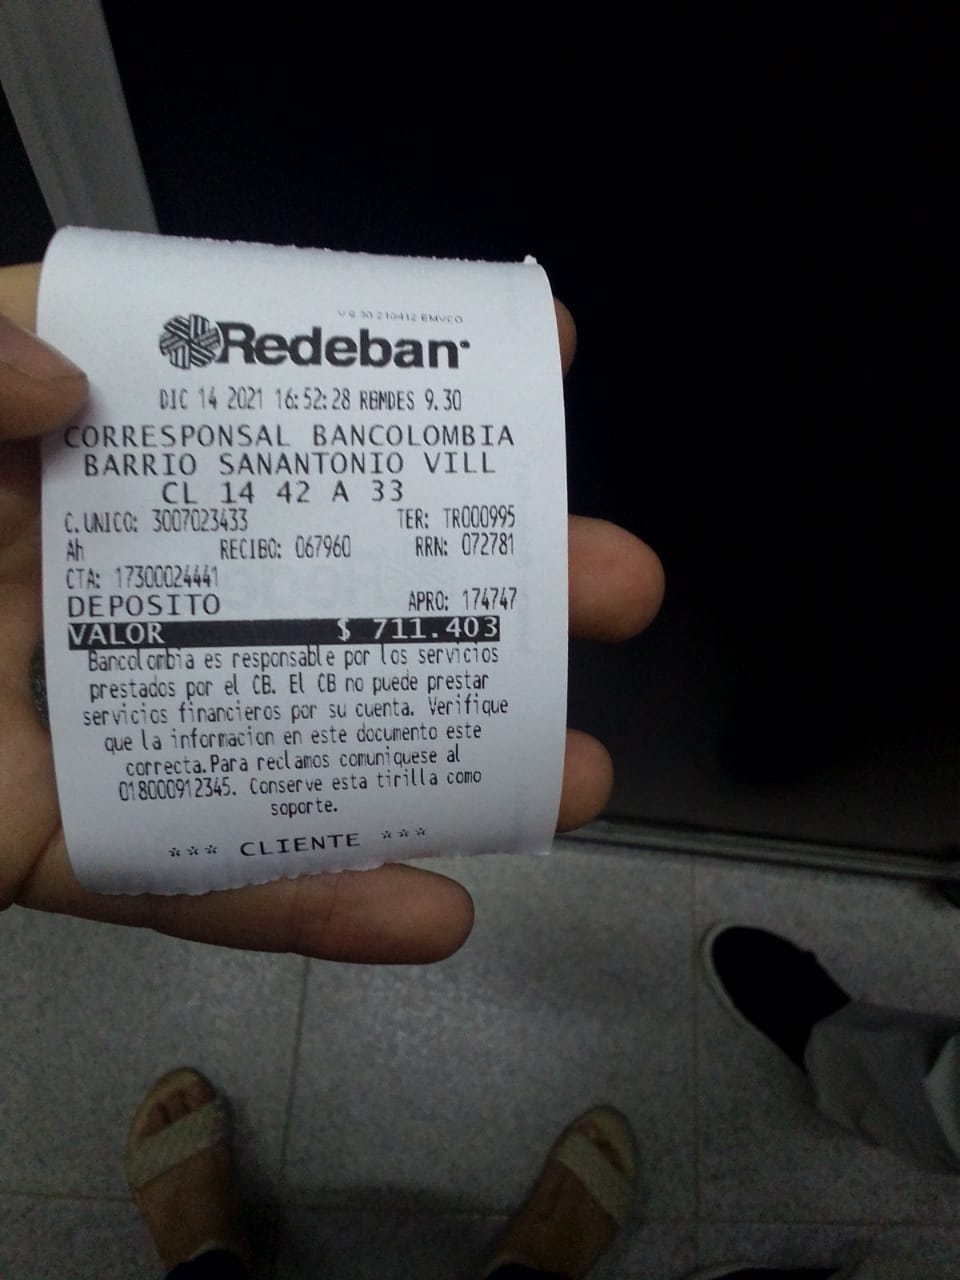 V 9.30 210412 EMVCO
Redeban
DIC 14 2021 16:52:28 RBMDES 9.30
CORRESPONSAL BANCOLOMBIA
BARRIO SANANTONIO VILL
CL 14 42 A 33
C. UNICO: 3007023433 TER: TR000995
Ah RECIBO: 067960 RRN: 072781
CTA: 17300024441
DEPOSITO APRO: 174747
VALOR $ 711.403
Bancolombia es responsable por los servicios
prestados por el CB. El CB no puede prestar
servicios financieros por su cuenta. Verifique
que la informacion en este documento este
correcta.Para reclamos comuniquese al
018000912345. Conserve esta tirilla como
soporte.
*** CLIENTE ***